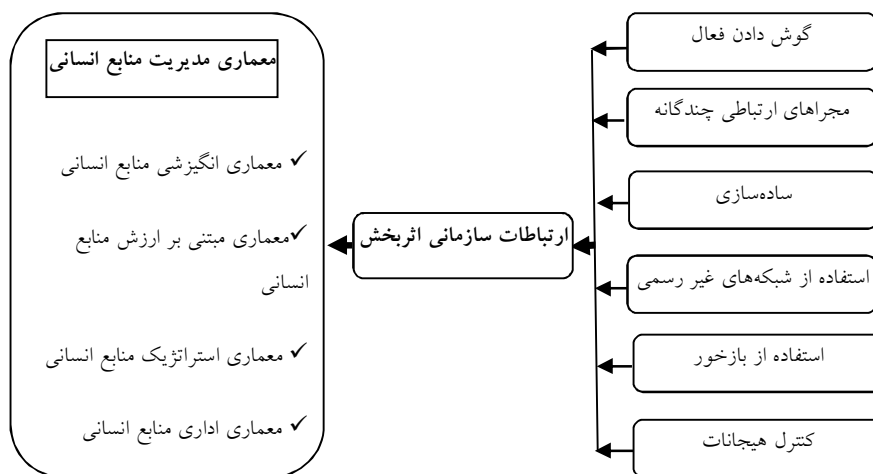 گوش دادن فعال
مجراهای ارتباطی چندگانه
ساده‌سازی
استفاده از شبکه‌های غیر رسمی
استفاده از بازخور
کنترل هیجانات
ارتباطات سازمانی اثربخش
معماری مدیریت منابع انسانی
✓ معماری انگیزشی منابع انسانی
✓معماری مبتنی بر ارزش منابع
انسانی
✓ معماری استراتژیک منابع انسانی
✓ معماری اداری منابع انسانی